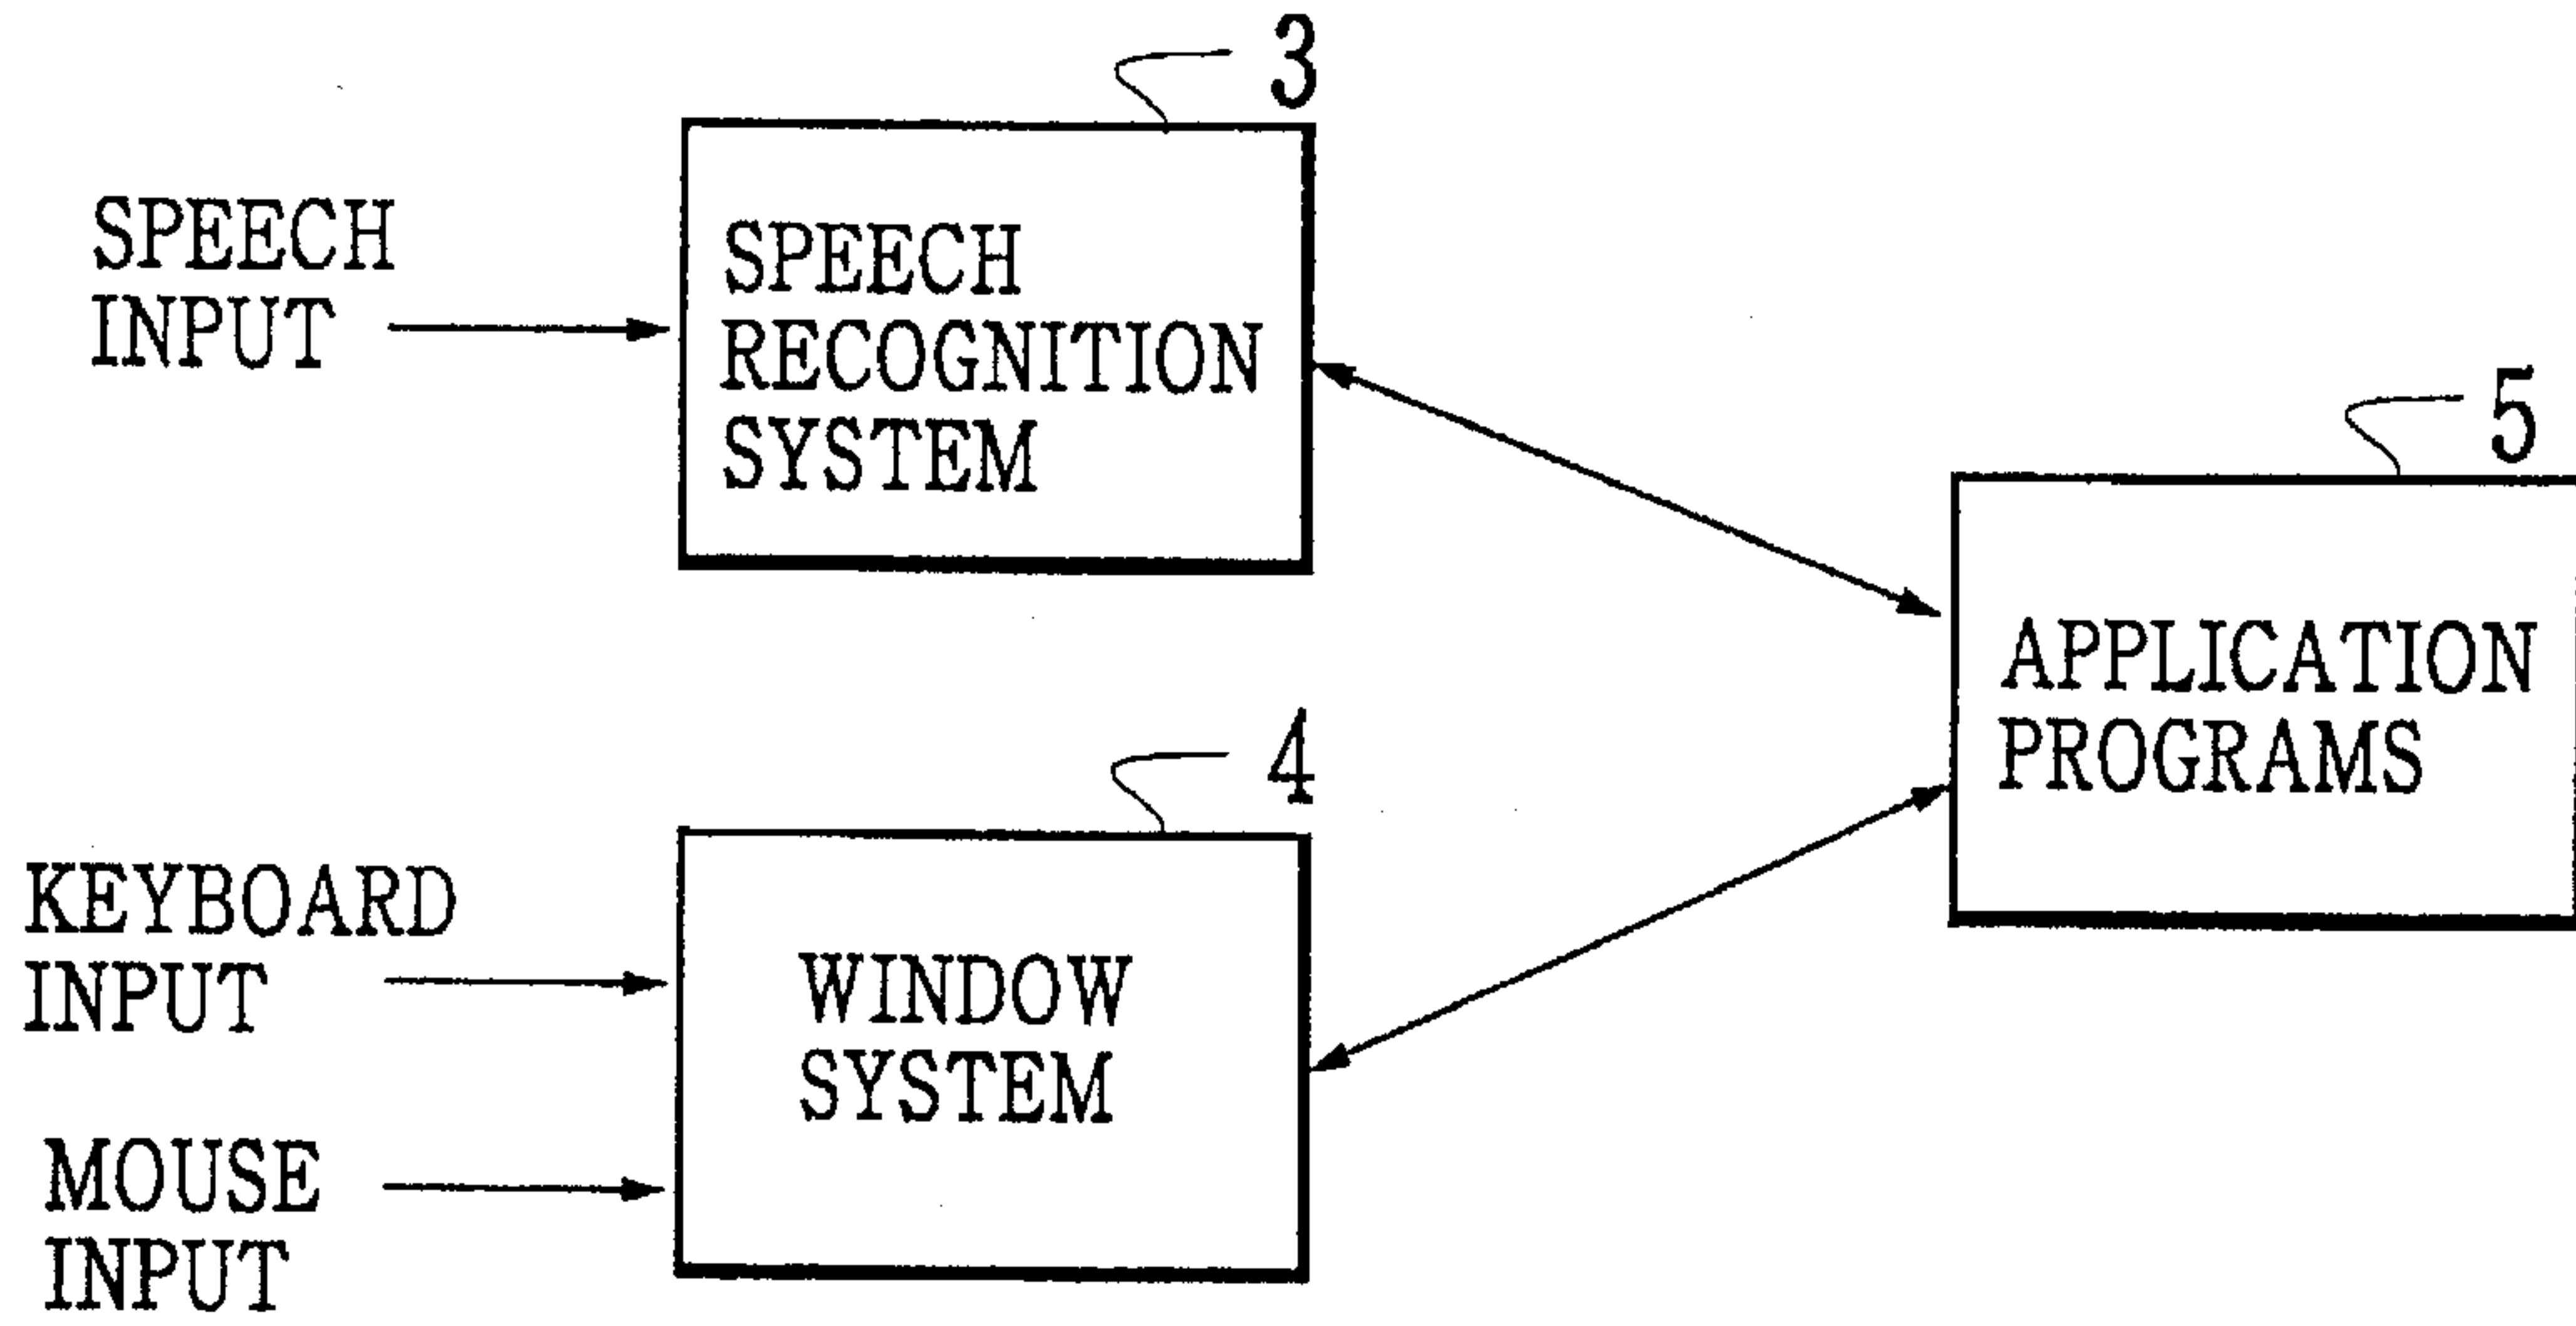 3
SPEECH
INPUT
SPEECH
RECOGNITION
SYSTEM
5
APPLICATION
PROGRAMS
4
KEYBOARD
INPUT
WINDOW
SYSTEM
MOUSE
INPUT